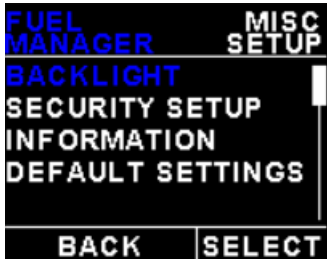 FUEL MISC
MANAGER SETUP
BACKLIGHT
SECURITY SETUP
INFORMATION
DEFAULT SETTINGS
BACK SELECT